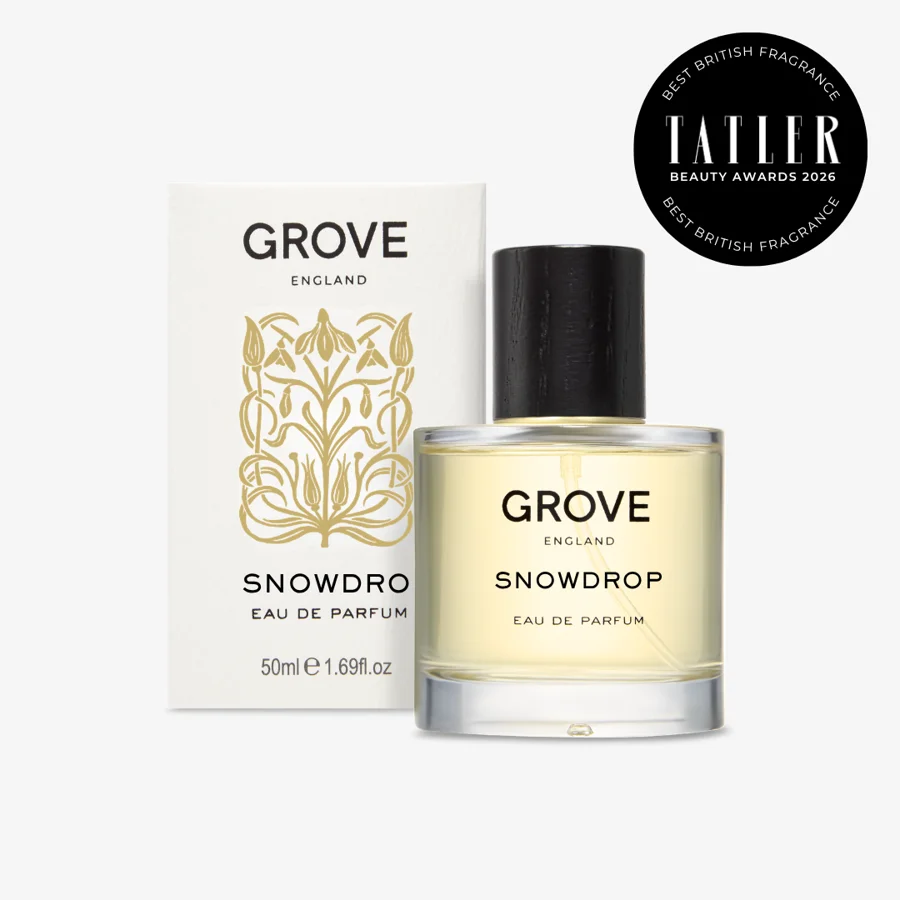 BEST BRITISH FRAGRANCE
TATLER
BEAUTY AWARDS 2026
BEST BRITISH FRAGRANCE
GROVE
ENGLAND
SNOWDRO
EAU DE PARFUM
50ml ℮ 1.69fl.oz
GROVE
ENGLAND
SNOWDROP
EAU DE PARFUM